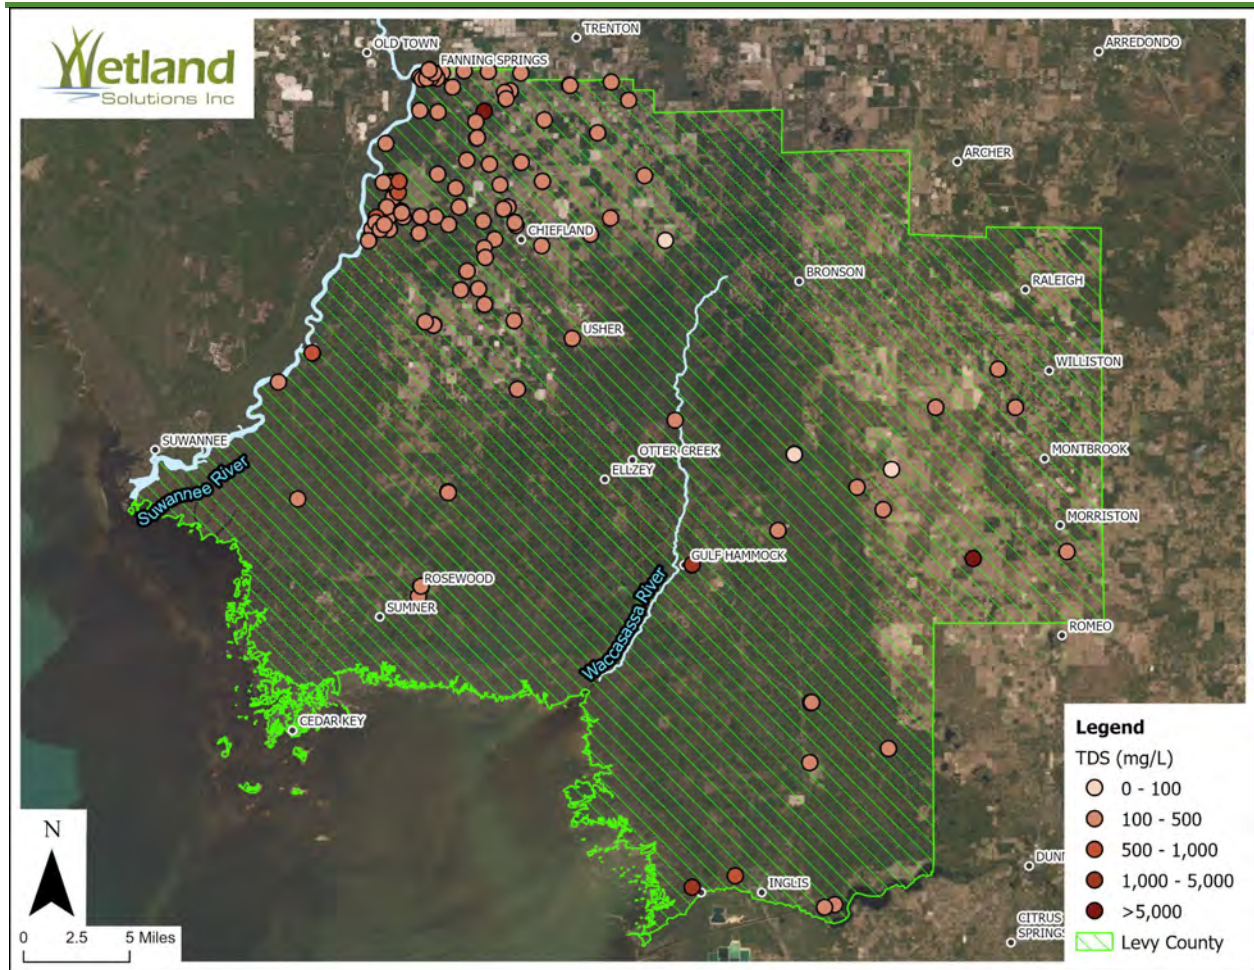 Wetland
Solutions Inc
TRENTON
OLD TOWN
ARREDONDO
FANNING SPRINGS
ARCHER
CHIEFLAND
BRONSON
RALEIGH
USHER
WILLISTON
SUWANNEE
OTTER CREEK
MONTBROOK
ELLZEY
Suwannee River
MORRISTON
GULF HAMMOCK
ROSEWOOD
SUMNER
Waccasassa River
ROMEO
CEDAR KEY
INGLIS
DUNN
CITRUS
SPRINGS
N
0 2.5 5 Miles
Legend
TDS (mg/L)
0 - 100
100 - 500
500 - 1,000
1,000 - 5,000
>5,000
Levy County